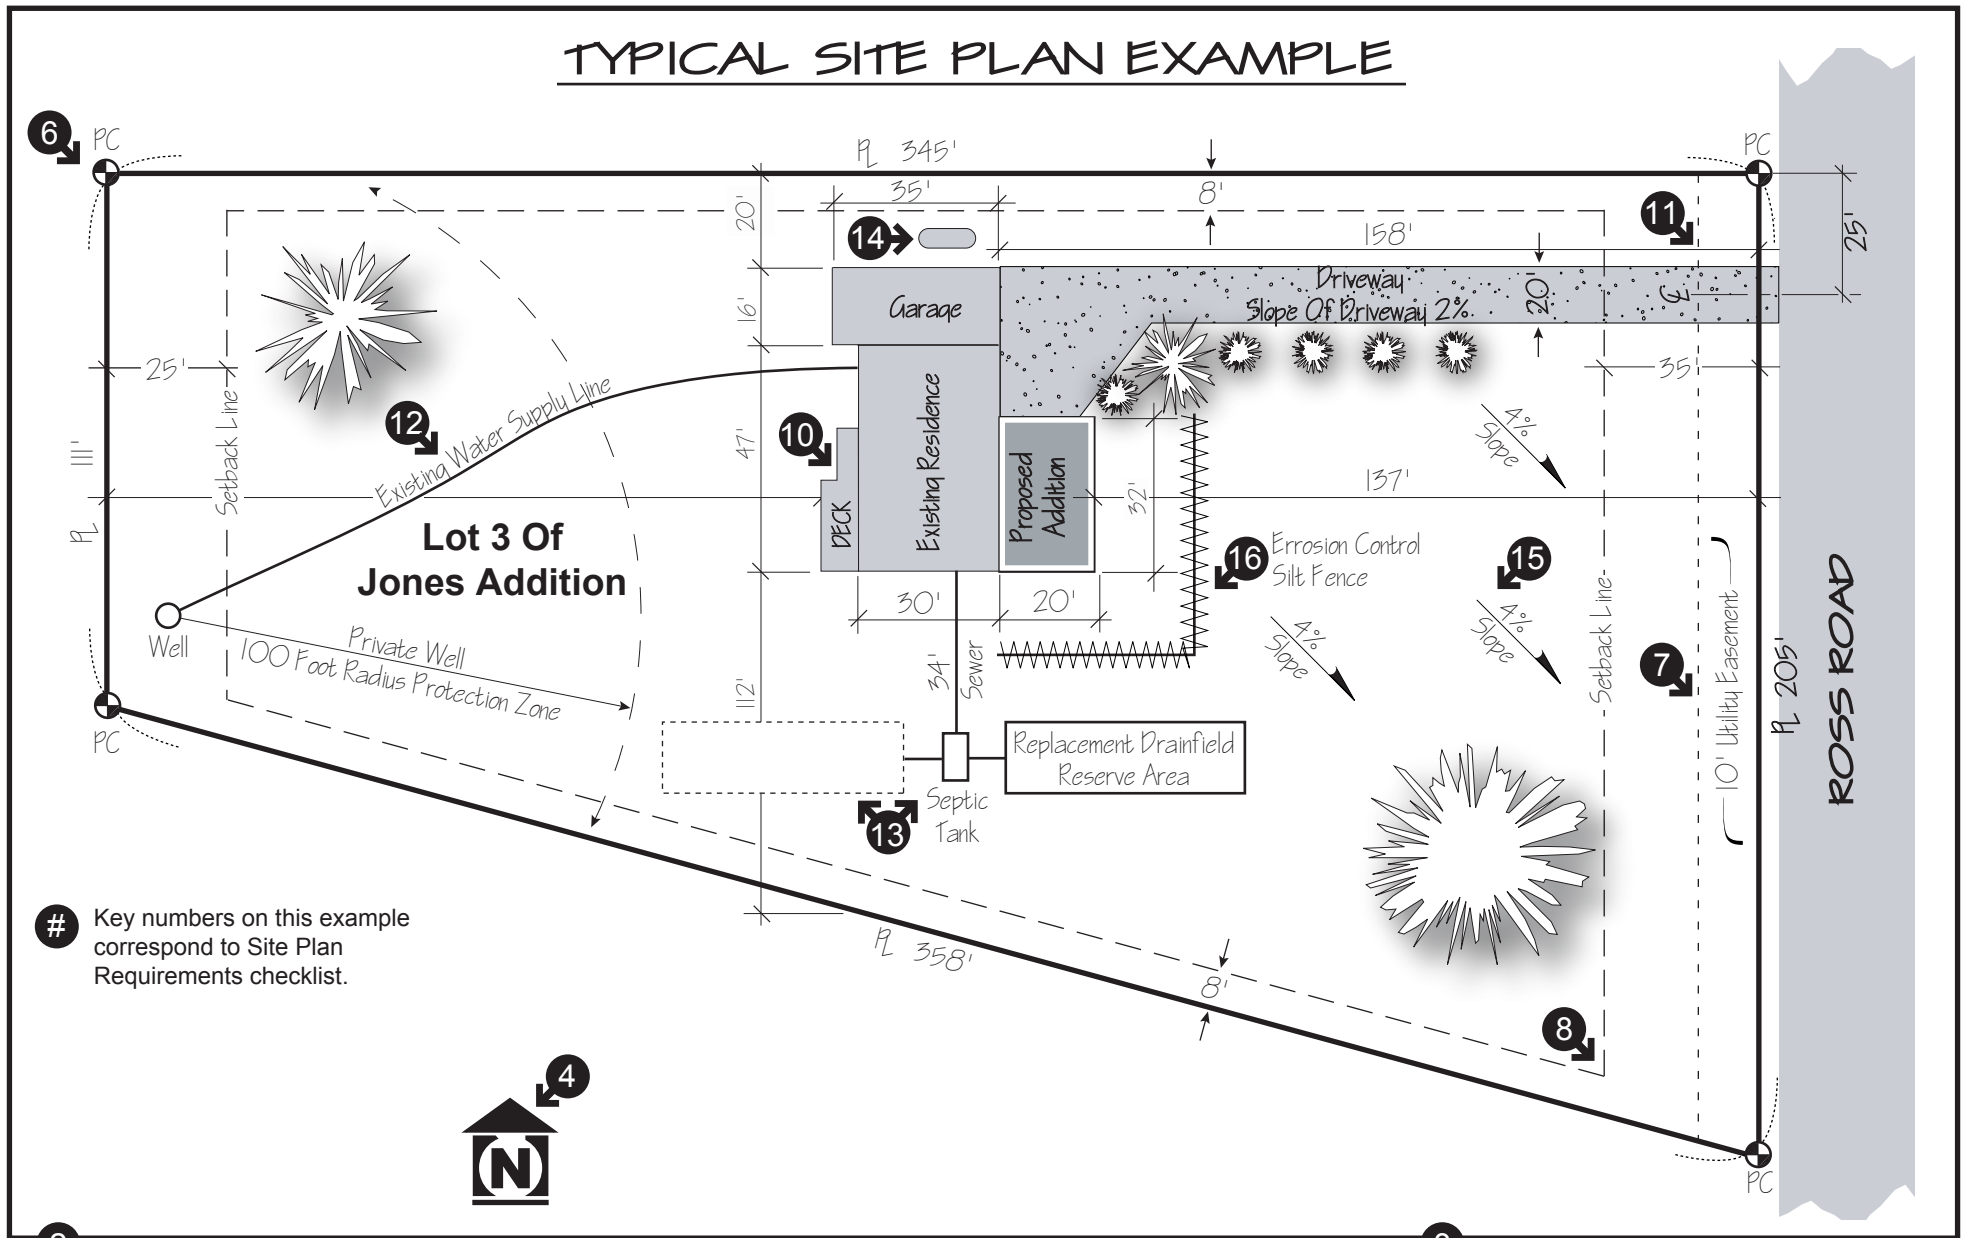 TYPICAL SITE PLAN EXAMPLE
6
PC
PL 345'
PC
35'
8'
11
20'
14
158'
25'
Garage
Driveway
Slope Of Driveway 2%
20'
CL
16'
25'
35'
Setback Line
12
Existing Water Supply Line
10
47'
Existing Residence
DECK
Proposed
Addition
32'
4%
Slope
137'
111'
PL
Lot 3 Of
Jones Addition
16
Errosion Control
Silt Fence
15
Well
Private Well
100 Foot Radius Protection Zone
30'
20'
34'
Sewer
112'
4%
Slope
4%
Slope
Setback Line
7
10' Utility Easement
PL 205'
ROSS ROAD
PC
Replacement Drainfield
Reserve Area
Septic
Tank
13
# Key numbers on this example
correspond to Site Plan
Requirements checklist.
PL 358'
8'
8
4
N
PC